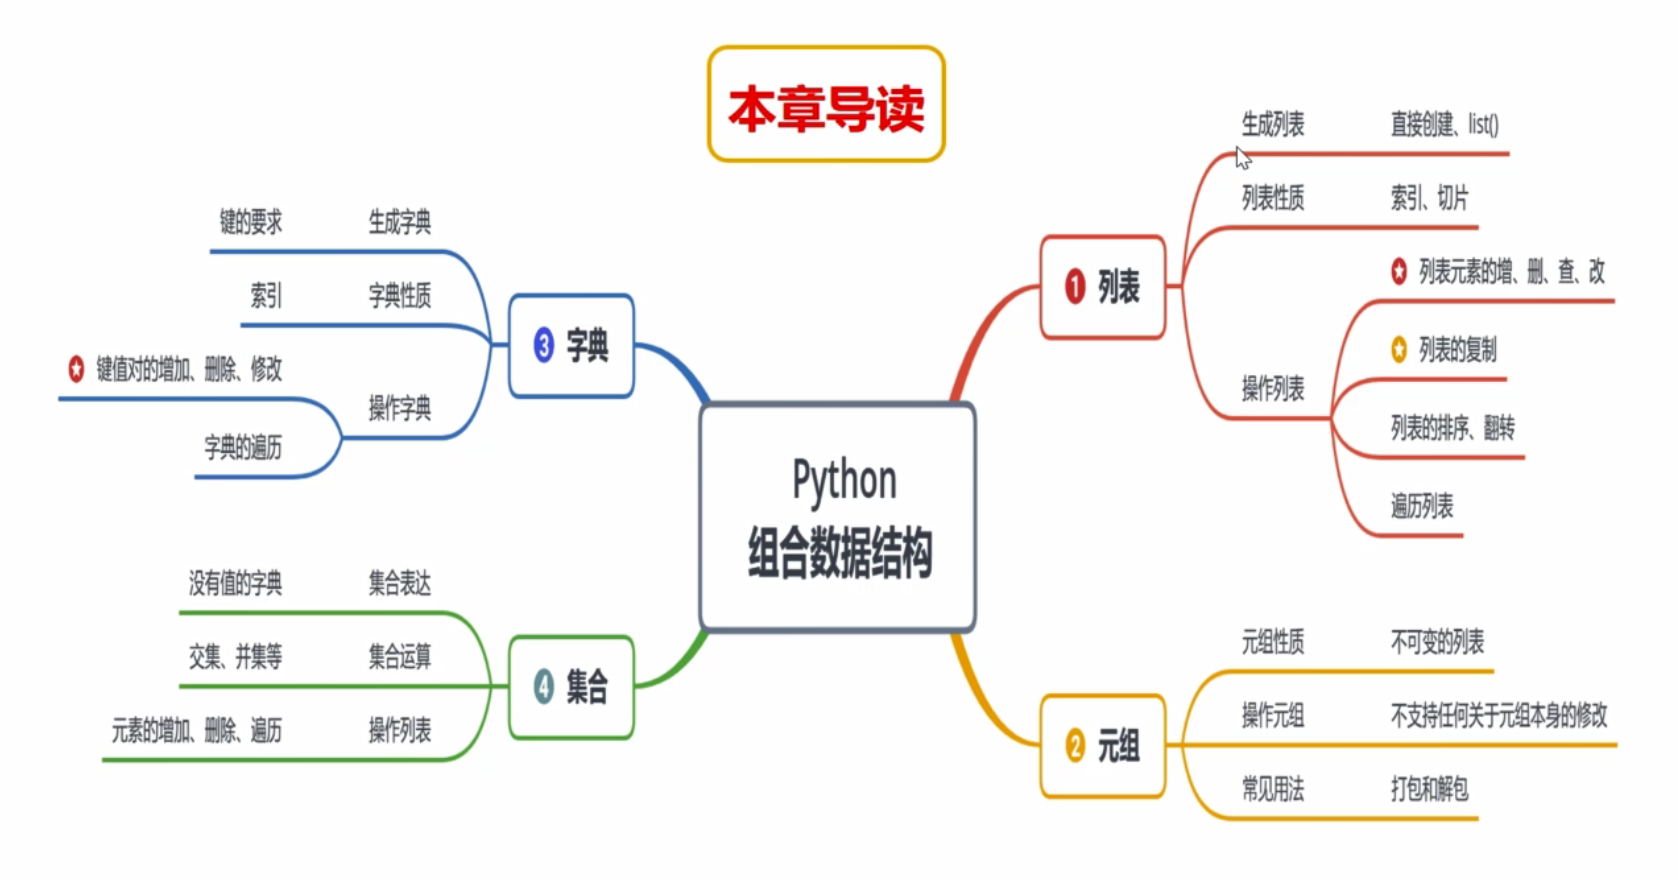 本章导读
Python
组合数据结构
1 列表
生成列表 直接创建、list()
列表性质 索引、切片
操作列表
列表元素的增、删、查、改
列表的复制
列表的排序、翻转
遍历列表
2 元组
元组性质 不可变的列表
操作元组 不支持任何关于元组本身的修改
常见用法 打包和解包
3 字典
键的要求 生成字典
索引 字典性质
操作字典
键值对的增加、删除、修改
字典的遍历
4 集合
没有值的字典 集合表达
交集、并集等 集合运算
元素的增加、删除、遍历 操作列表